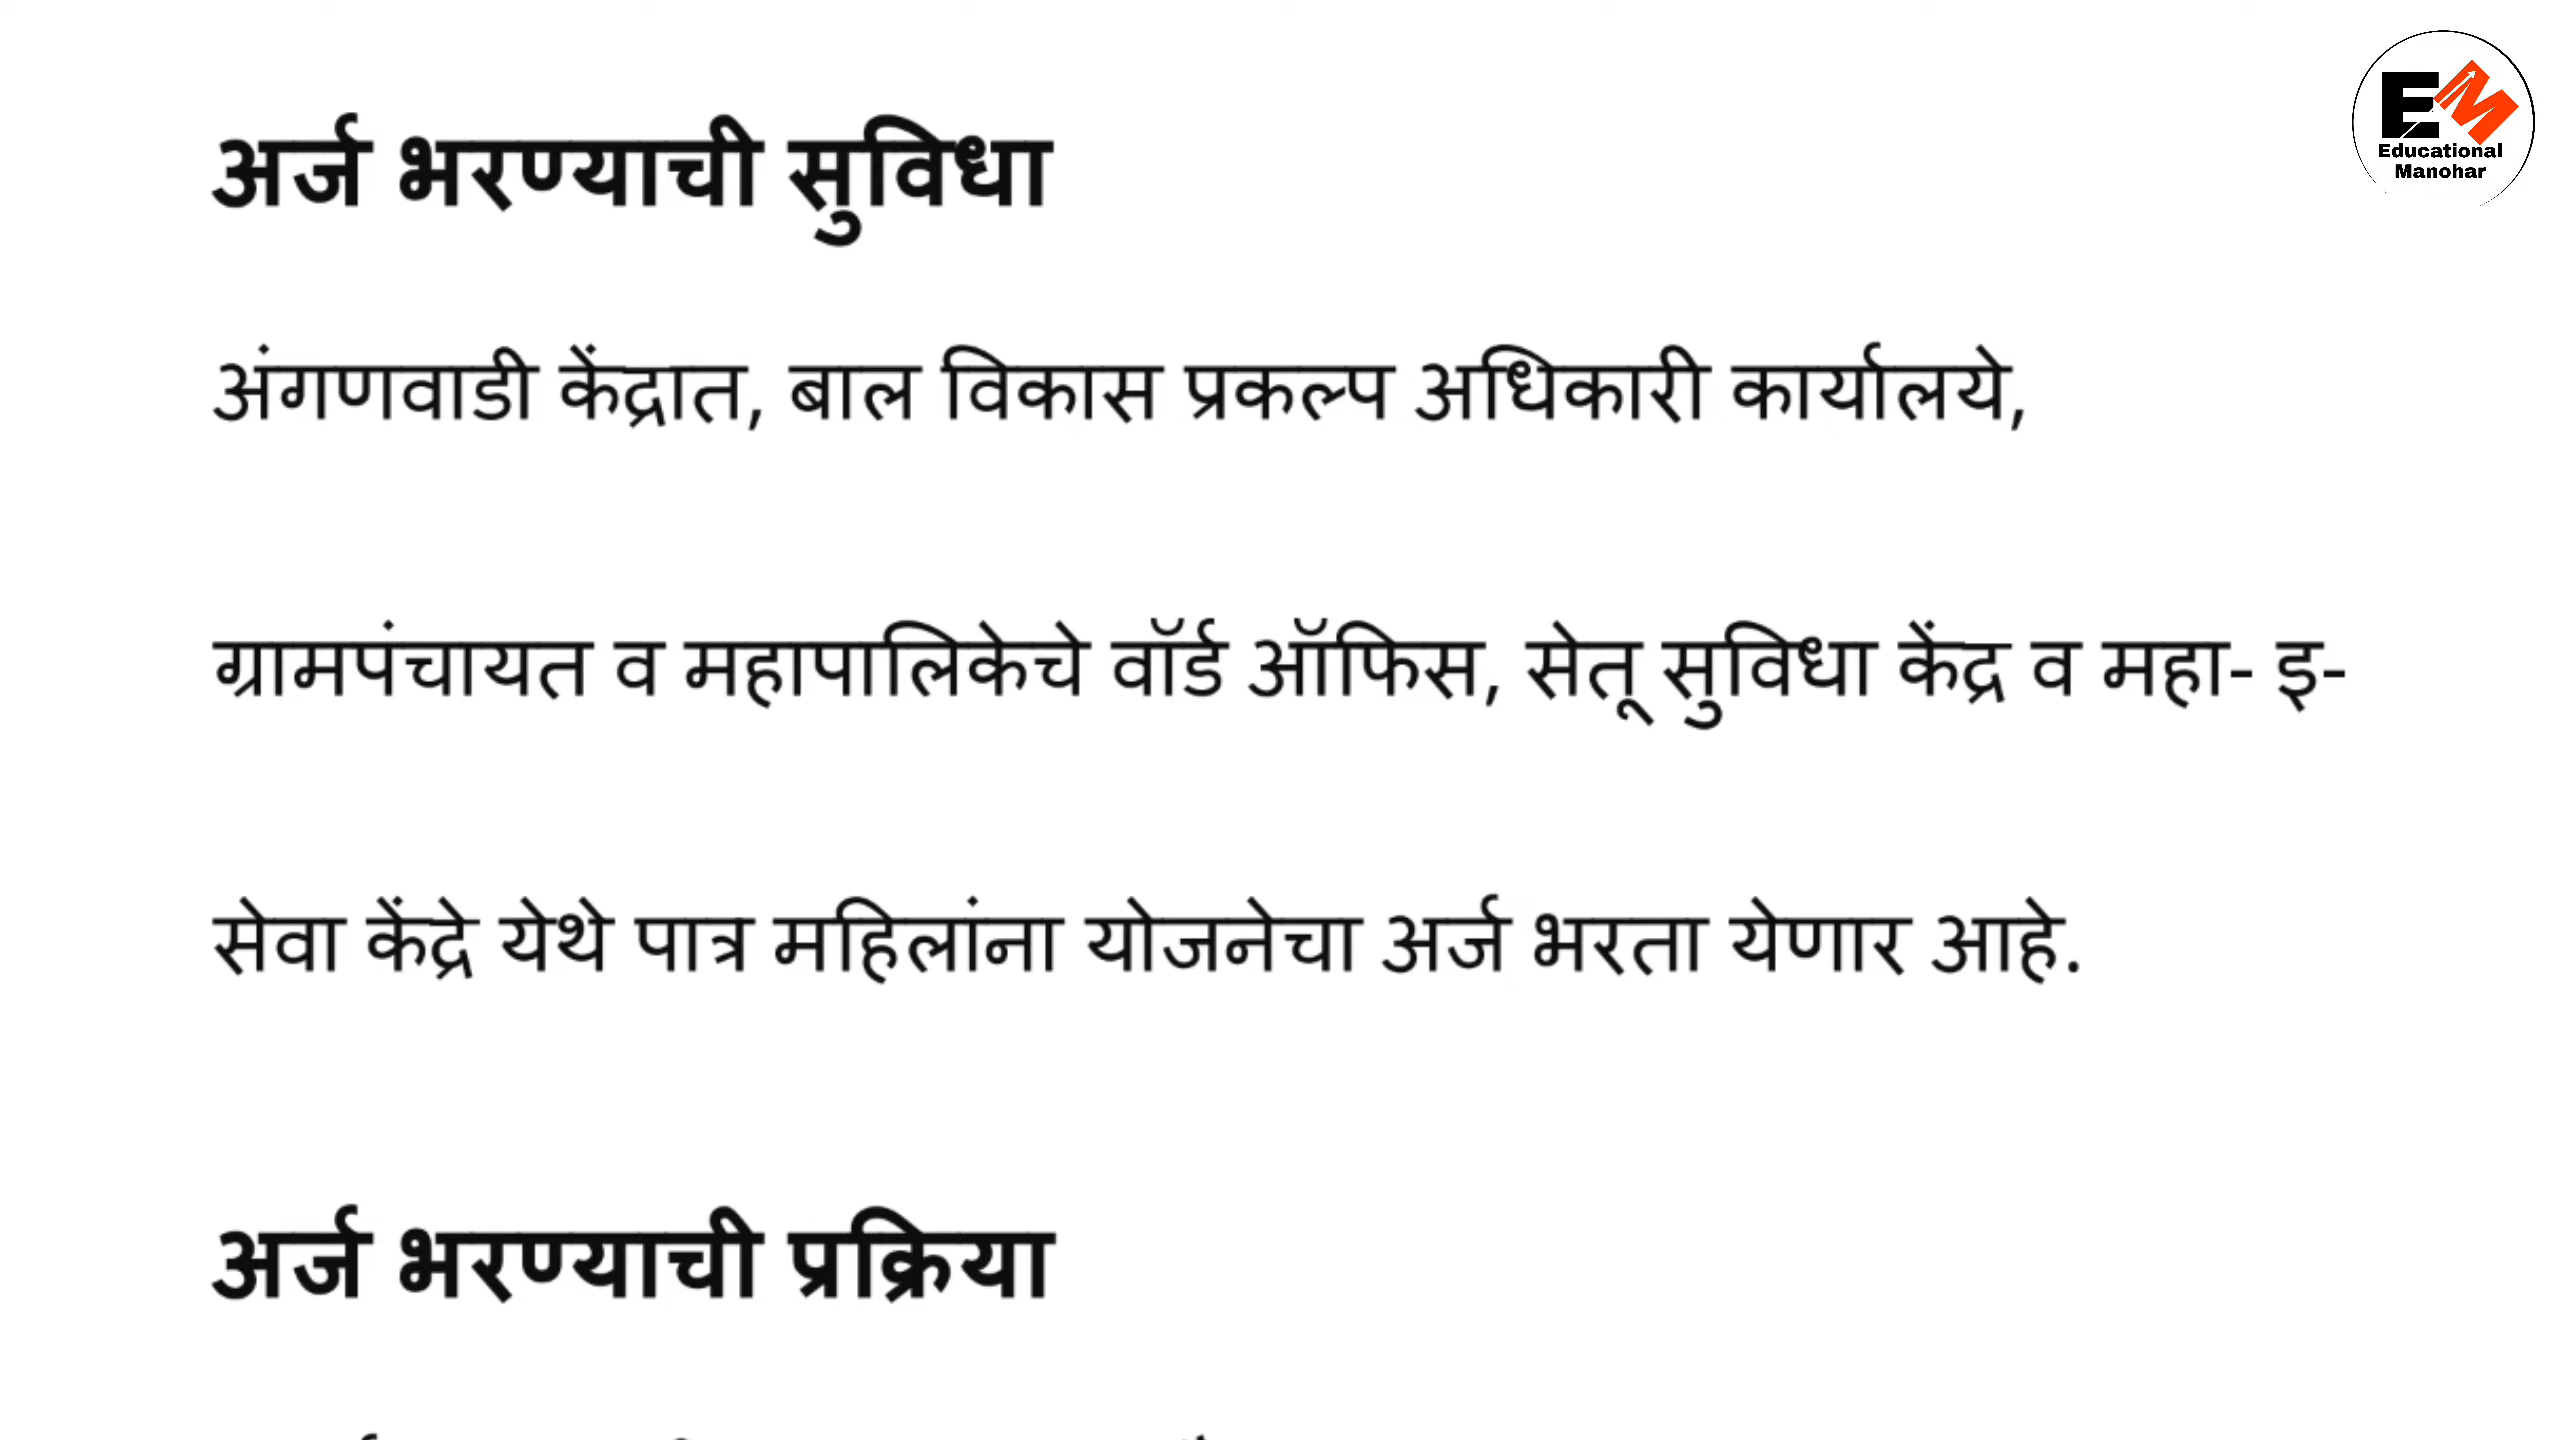 EM
Educational
Manohar
अर्ज भरण्याची सुविधा
अंगणवाडी केंद्रात, बाल विकास प्रकल्प अधिकारी कार्यालये,
ग्रामपंचायत व महापालिकेचे वॉर्ड ऑफिस, सेतू सुविधा केंद्र व महा- इ-
सेवा केंद्रे येथे पात्र महिलांना योजनेचा अर्ज भरता येणार आहे.
अर्ज भरण्याची प्रक्रिया